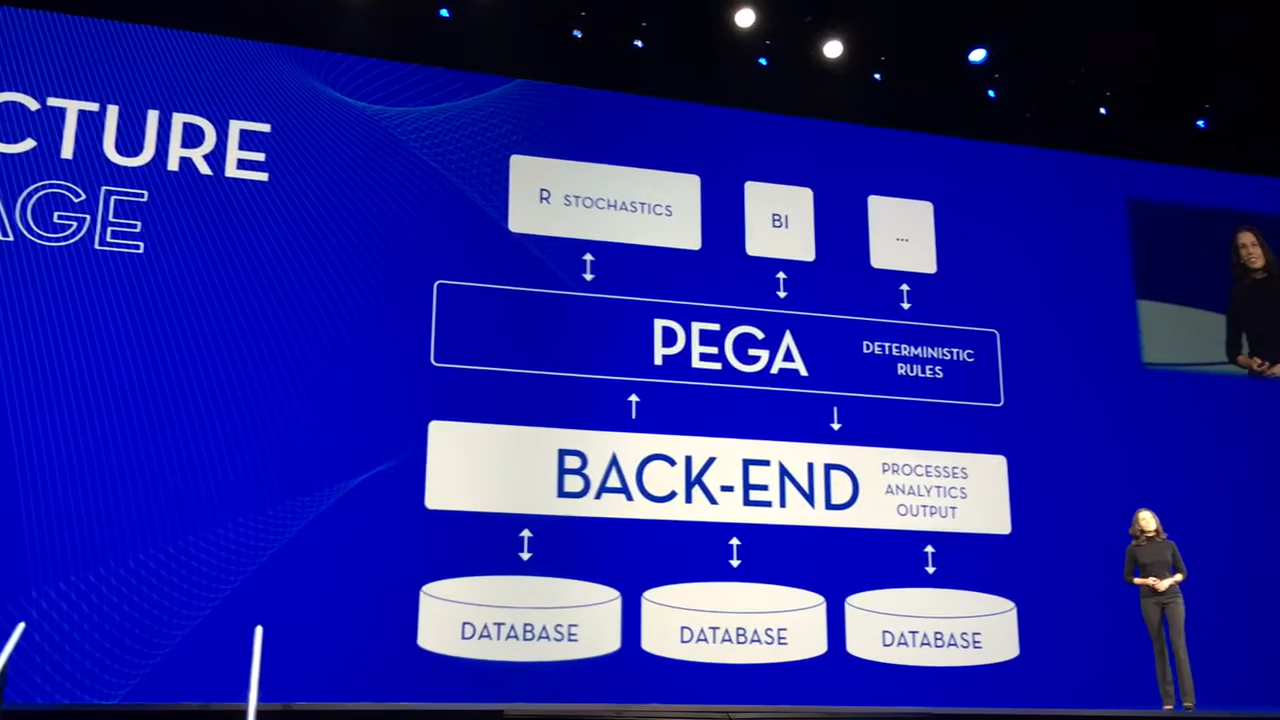 CTURE
AGE
R STOCHASTICS
BI
...
PEGA
DETERMINISTIC
RULES
BACK-END
PROCESSES
ANALYTICS
OUTPUT
DATABASE
DATABASE
DATABASE